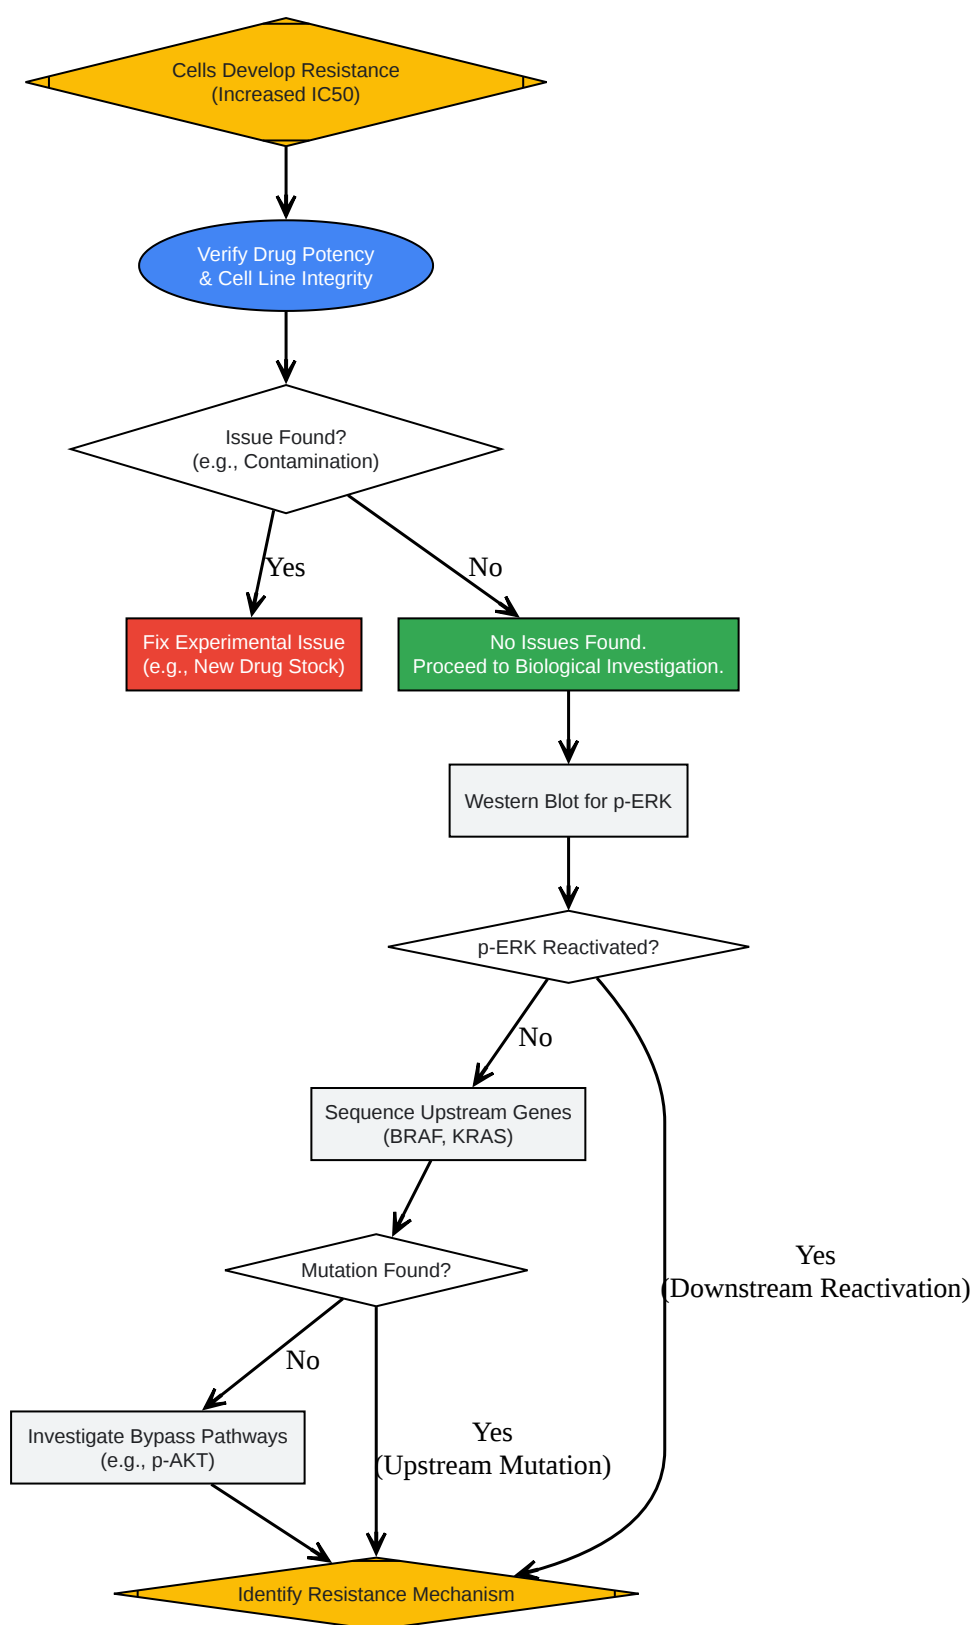 Cells Develop Resistance
(Increased IC50)
Verify Drug Potency
& Cell Line Integrity
Issue Found?
(e.g., Contamination)
Yes
No
Fix Experimental Issue
(e.g., New Drug Stock)
No Issues Found.
Proceed to Biological Investigation.
Western Blot for p-ERK
p-ERK Reactivated?
No
Sequence Upstream Genes
(BRAF, KRAS)
Yes
(Downstream Reactivation)
Mutation Found?
No
Yes
(Upstream Mutation)
Investigate Bypass Pathways
(e.g., p-AKT)
Identify Resistance Mechanism